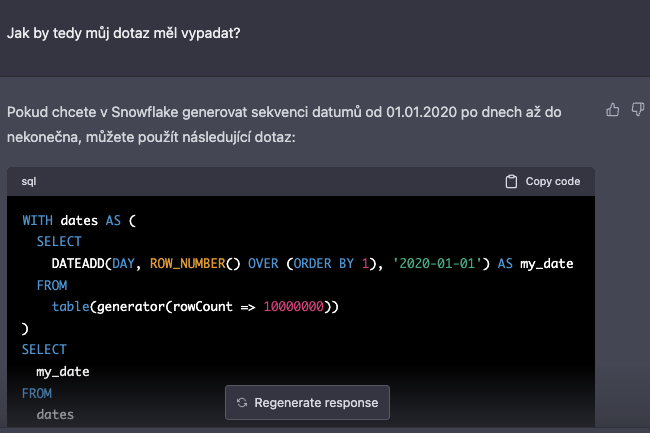 Jak by tedy můj dotaz měl vypadat?
Pokud chcete v Snowflake generovat sekvenci datumů od 01.01.2020 po dnech až do
nekonečna, můžete použít následující dotaz:
sql
Copy code
WITH dates AS (
SELECT
DATEADD(DAY, ROW_NUMBER() OVER (ORDER BY 1), '2020-01-01') AS my_date
FROM
table(generator(rowCount => 10000000))
)
SELECT
my_date
FROM
dates
Regenerate response